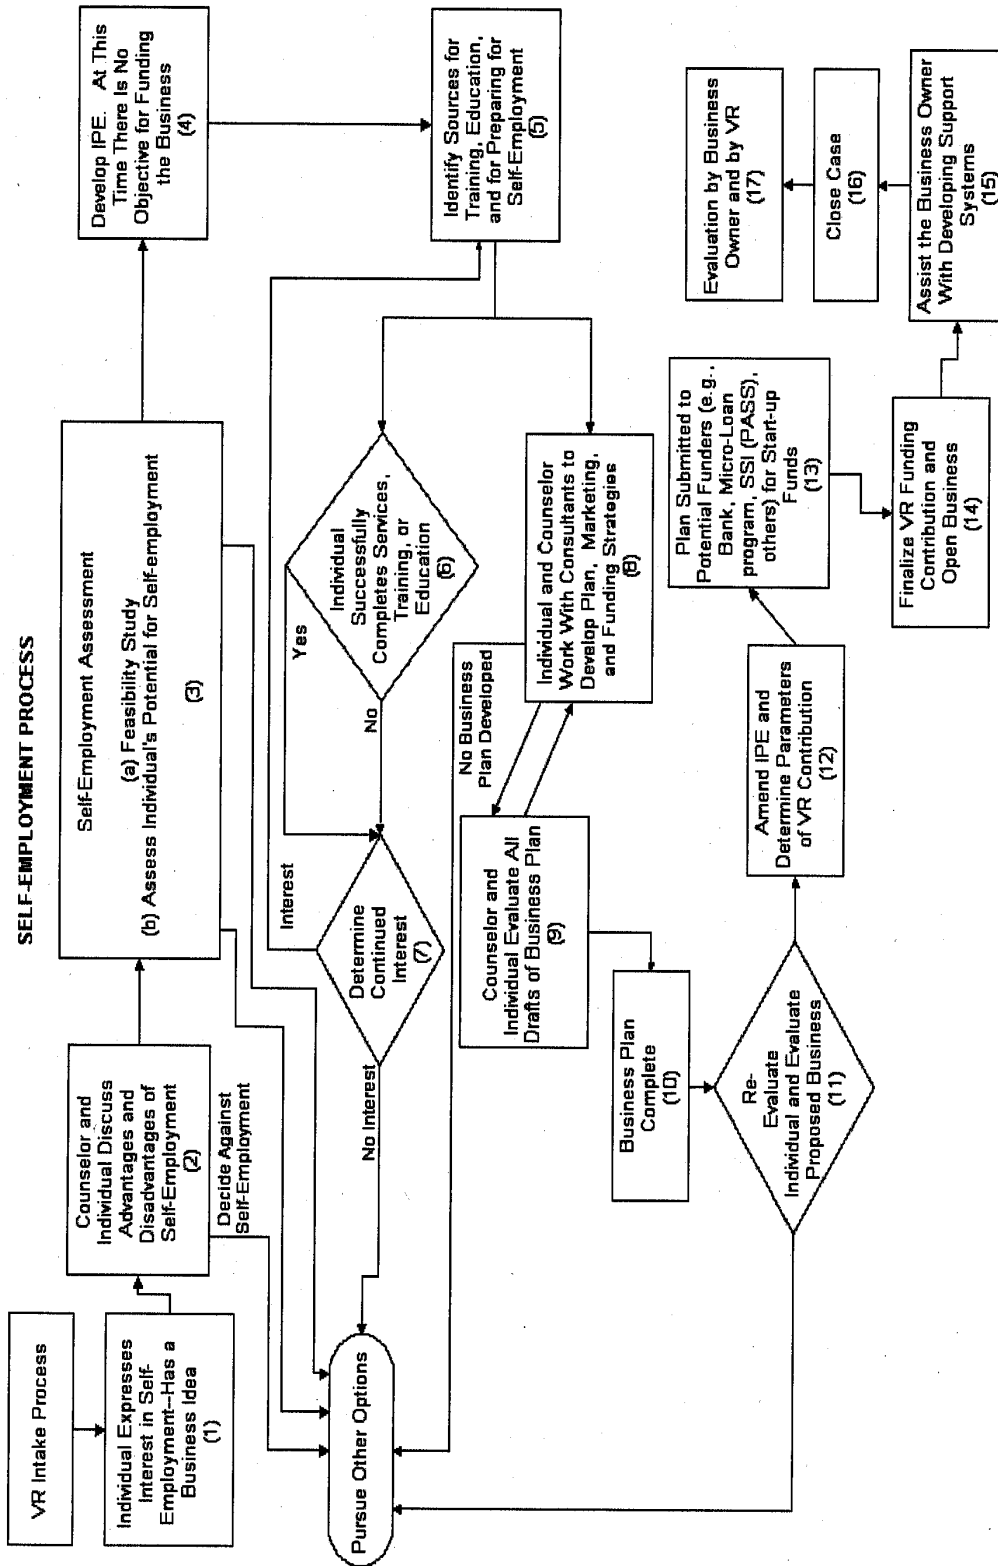 SELF-EMPLOYMENT PROCESS
VR Intake Process
Individual Expresses
Interest in Self-
Employment--Has a
Business Idea
(1)
Counselor and
Individual Discuss
Advantages and
Disadvantages of
Self-Employment
(2)
Decide Against
Self-Employment
Self-Employment Assessment
(a) Feasibility Study
(b) Assess Individual's Potential for Self-employment
(3)
Develop IPE. At This
Time There Is No
Objective for Funding
the Business
(4)
Identify Sources for
Training, Education,
and for Preparing for
Self-Employment
(5)
Individual
Successfully
Completes Services,
Training, or
Education
(6)
Yes
No
Interest
Determine
Continued
Interest
(7)
No Interest
Pursue Other Options
Individual and Counselor
Work With Consultants to
Develop Plan, Marketing,
and Funding Strategies
(8)
No Business
Plan Developed
Counselor and
Individual Evaluate All
Drafts of Business Plan
(9)
Business Plan
Complete
(10)
Re-
Evaluate
Individual and Evaluate
Proposed Business
(11)
Amend IPE and
Determine Parameters
of VR Contribution
(12)
Plan Submitted to
Potential Funders (e.g.,
Bank, Micro-Loan
program, SSI (PASS),
others) for Start-up
Funds
(13)
Finalize VR Funding
Contribution and
Open Business
(14)
Assist the Business Owner
With Developing Support
Systems
(15)
Close Case
(16)
Evaluation by Business
Owner and by VR
(17)